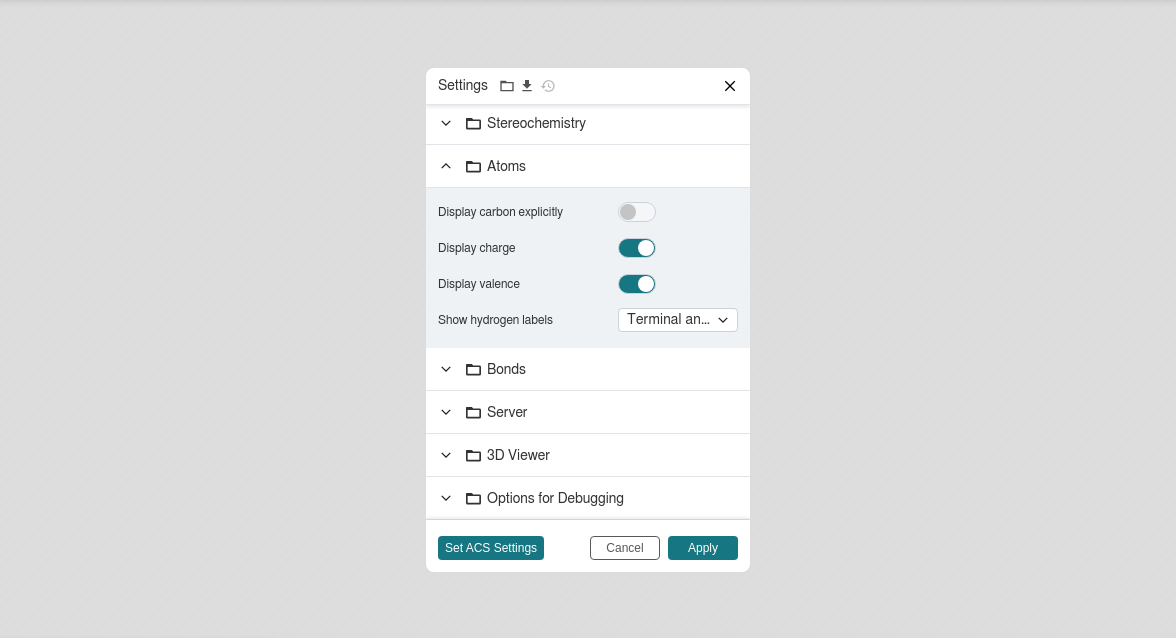 Settings
Stereochemistry
Atoms
Display carbon explicitly
Display charge
Display valence
Show hydrogen labels Terminal an...
Bonds
Server
3D Viewer
Options for Debugging
Set ACS Settings Cancel Apply